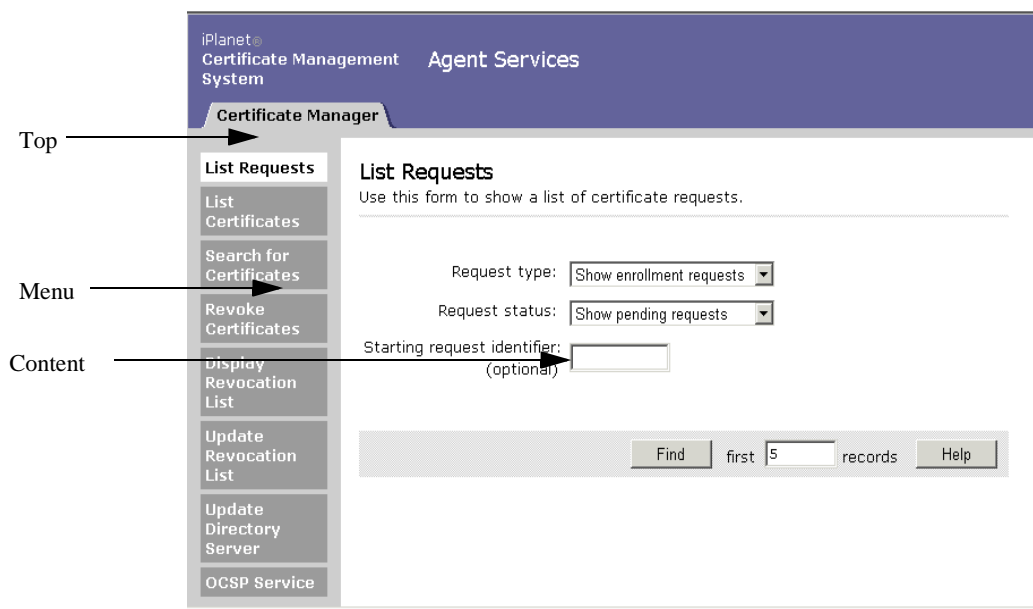 iPlanet®
Certificate Management
System
Agent Services
Certificate Manager
Top
Menu
Content
List Requests
List
Certificates
Search for
Certificates
Revoke
Certificates
Display
Revocation
List
Update
Revocation
List
Update
Directory
Server
OCSP Service
List Requests
Use this form to show a list of certificate requests.
Request type: Show enrollment requests
Request status: Show pending requests
Starting request identifier:
(optional)
Find first 5 records Help